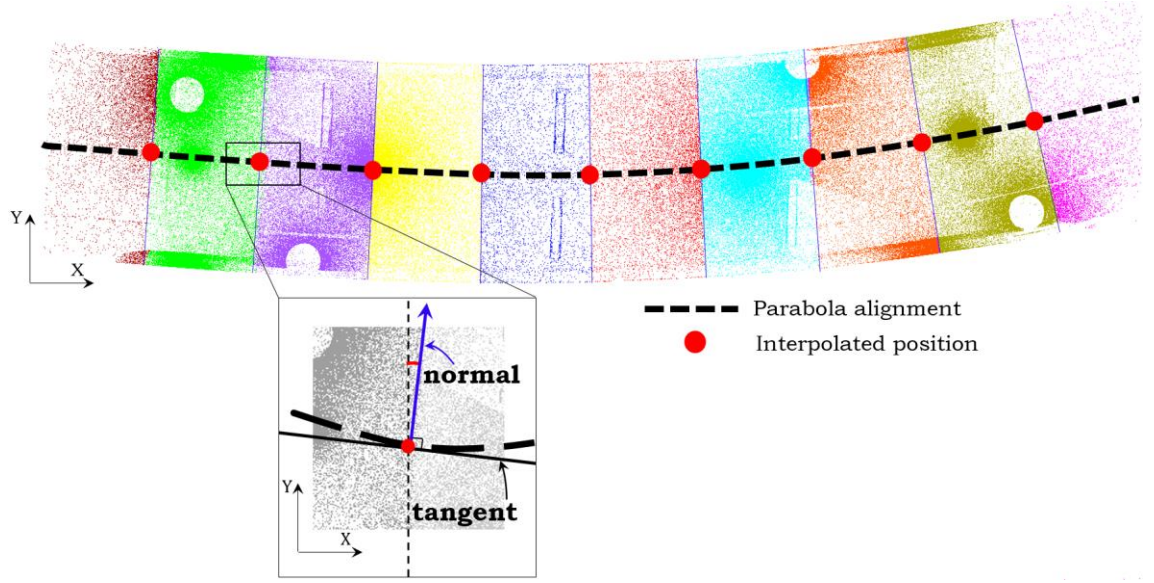 Y
X
Parabola alignment
Interpolated position
normal
Y
tangent
X